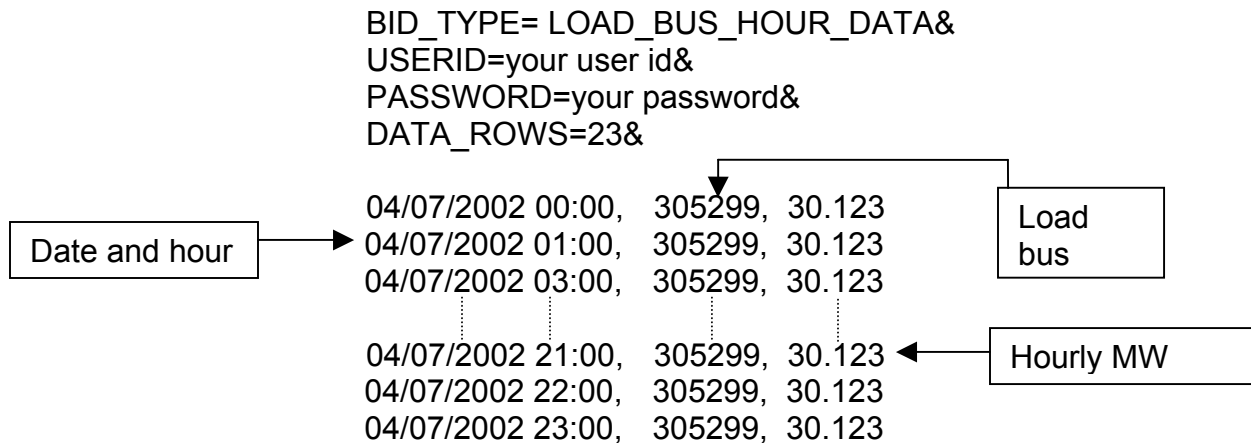 BID_TYPE= LOAD_BUS_HOUR_DATA&
USERID=your user id&
PASSWORD=your password&
DATA_ROWS=23&
04/07/2002 00:00, 305299, 30.123
04/07/2002 01:00, 305299, 30.123
04/07/2002 03:00, 305299, 30.123
04/07/2002 21:00, 305299, 30.123
04/07/2002 22:00, 305299, 30.123
04/07/2002 23:00, 305299, 30.123
Date and hour
Load
bus
Hourly MW